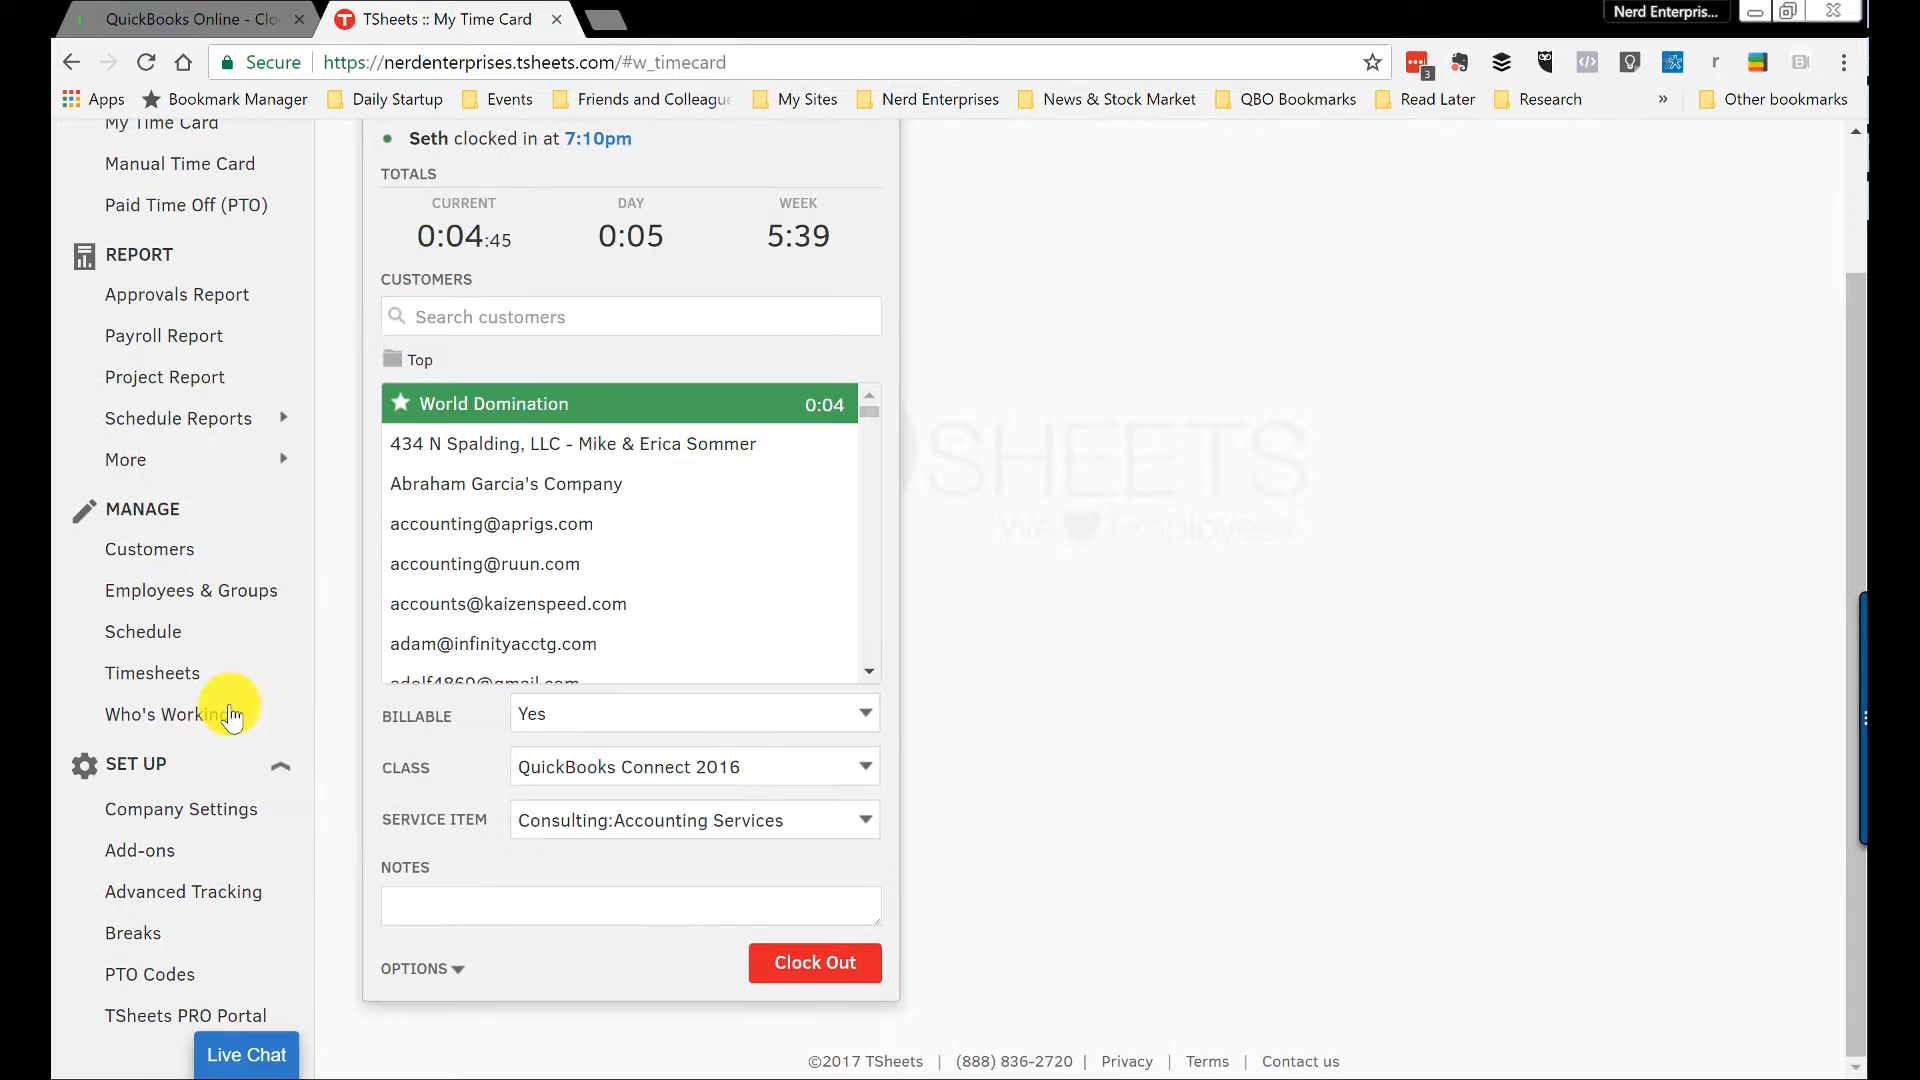 QuickBooks Online - Clo
TSheets :: My Time Card
Nerd Enterpris...
Secure
https://nerdenterprises.tsheets.com/#w_timecard
3
Apps
Bookmark Manager
Daily Startup
Events
Friends and Colleagu
My Sites
Nerd Enterprises
News & Stock Market
QBO Bookmarks
Read Later
Research
»
Other bookmarks
My Time Card
Manual Time Card
Paid Time Off (PTO)
REPORT
Approvals Report
Payroll Report
Project Report
Schedule Reports
More
MANAGE
Customers
Employees & Groups
Schedule
Timesheets
Who's Working
SET UP
Company Settings
Add-ons
Advanced Tracking
Breaks
PTO Codes
TSheets PRO Portal
Live Chat
Seth clocked in at 7:10pm
TOTALS
CURRENT DAY WEEK
0:04:45 0:05 5:39
CUSTOMERS
Search customers
Top
World Domination 0:04
434 N Spalding, LLC - Mike & Erica Sommer
Abraham Garcia's Company
accounting@aprigs.com
accounting@ruun.com
accounts@kaizenspeed.com
adam@infinityacctg.com
adolf4869@gmail.com
BILLABLE Yes
CLASS QuickBooks Connect 2016
SERVICE ITEM Consulting:Accounting Services
NOTES
OPTIONS
Clock Out
SHEETS
We Employees
©2017 TSheets | (888) 836-2720 | Privacy | Terms | Contact us